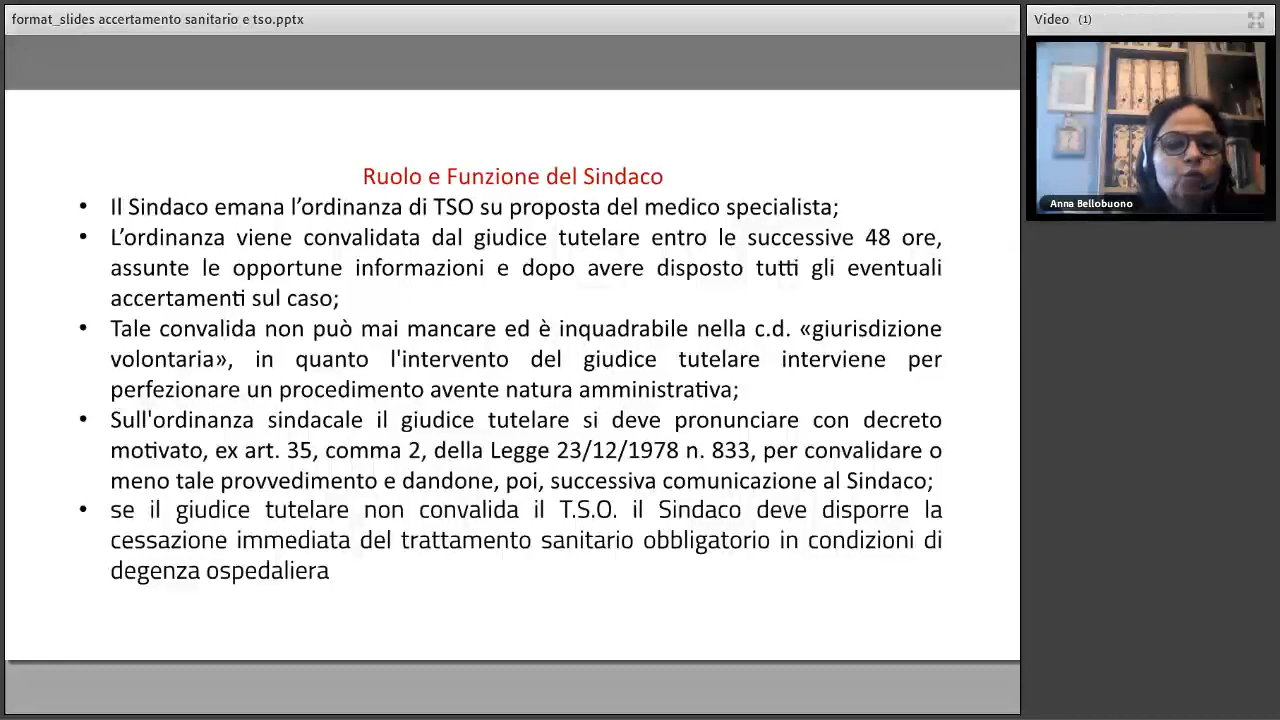 format_slides accertamento sanitario e tso.pptx
Video (1)
Anna Bellobuono
Ruolo e Funzione del Sindaco
• Il Sindaco emana l’ordinanza di TSO su proposta del medico specialista;
• L’ordinanza viene convalidata dal giudice tutelare entro le successive 48 ore,
assunte le opportune informazioni e dopo avere disposto tutti gli eventuali
accertamenti sul caso;
• Tale convalida non può mai mancare ed è inquadrabile nella c.d. «giurisdizione
volontaria», in quanto l'intervento del giudice tutelare interviene per
perfezionare un procedimento avente natura amministrativa;
• Sull'ordinanza sindacale il giudice tutelare si deve pronunciare con decreto
motivato, ex art. 35, comma 2, della Legge 23/12/1978 n. 833, per convalidare o
meno tale provvedimento e dandone, poi, successiva comunicazione al Sindaco;
• se il giudice tutelare non convalida il T.S.O. il Sindaco deve disporre la
cessazione immediata del trattamento sanitario obbligatorio in condizioni di
degenza ospedaliera